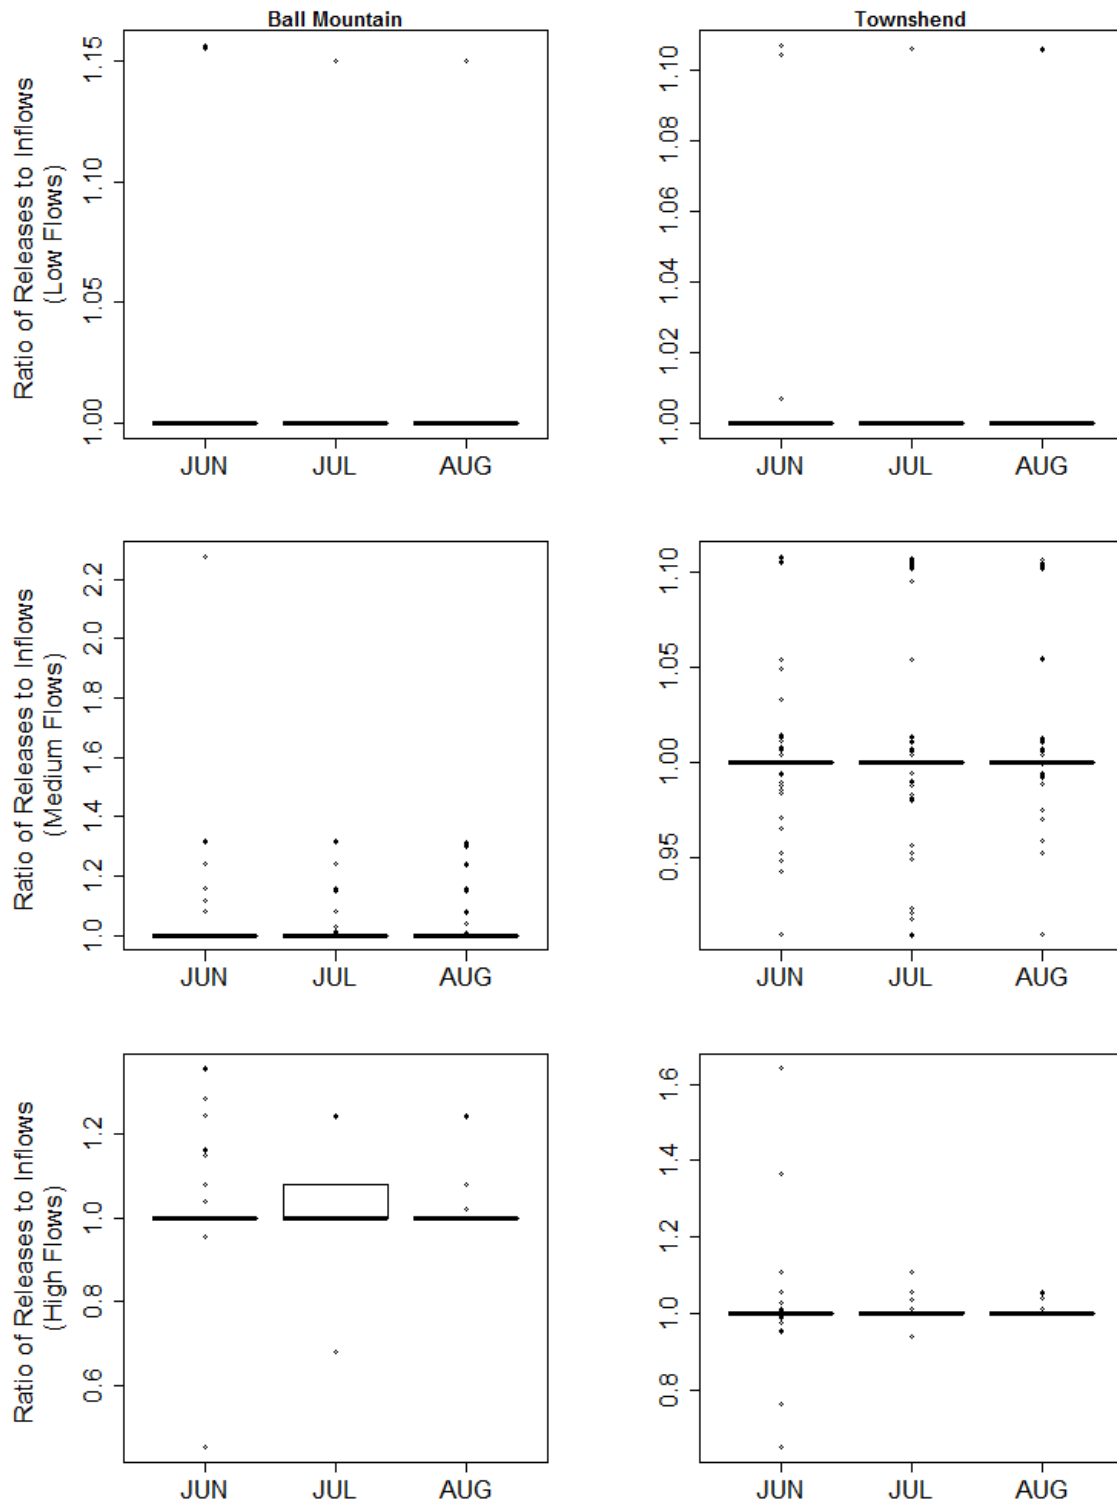 Ball Mountain
Townshend
Ratio of Releases to Inflows
(Low Flows)
1.15
1.10
1.05
1.00
JUN JUL AUG
1.10
1.08
1.06
1.04
1.02
1.00
JUN JUL AUG
Ratio of Releases to Inflows
(Medium Flows)
2.2
2.0
1.8
1.6
1.4
1.2
1.0
JUN JUL AUG
1.10
1.05
1.00
0.95
JUN JUL AUG
Ratio of Releases to Inflows
(High Flows)
1.2
1.0
0.8
0.6
JUN JUL AUG
1.6
1.4
1.2
1.0
0.8
JUN JUL AUG